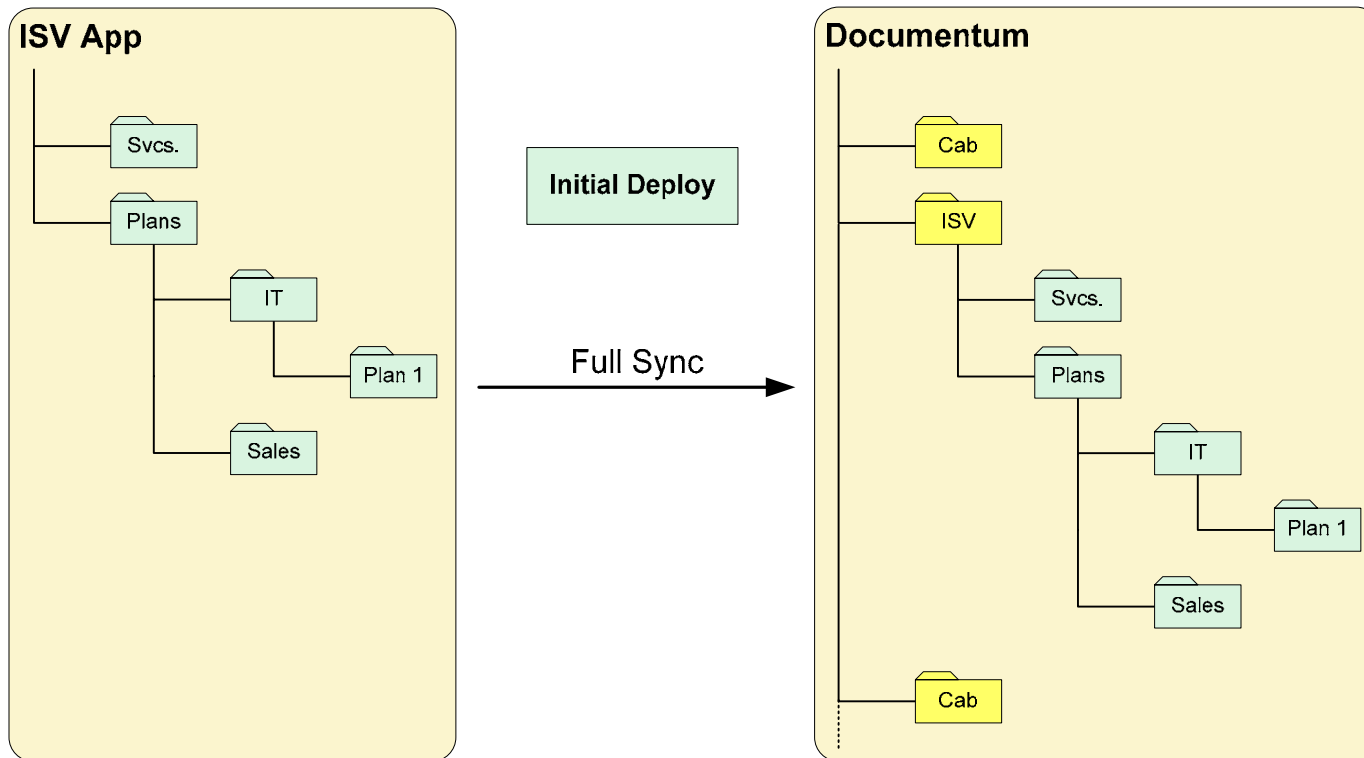 ISV App
Svcs.
Plans
IT
Plan 1
Sales
Initial Deploy
Full Sync
Documentum
Cab
ISV
Svcs.
Plans
IT
Plan 1
Sales
Cab